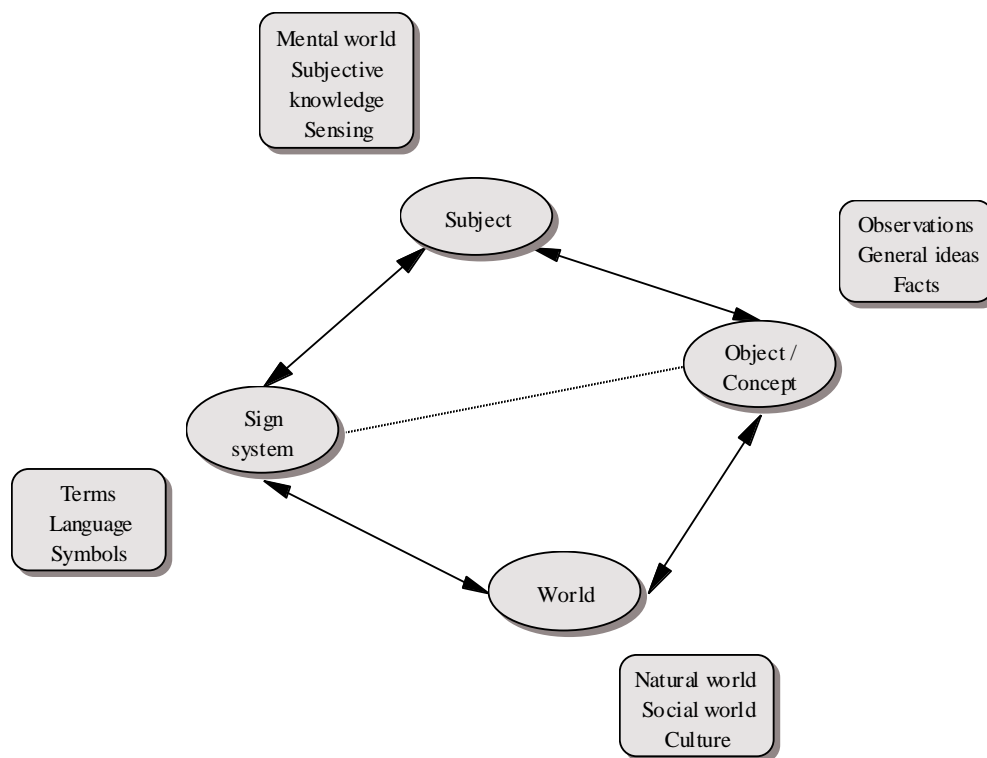 Mental world
Subjective
knowledge
Sensing
Subject
Observations
General ideas
Facts
Object /
Concept
Sign
system
Terms
Language
Symbols
World
Natural world
Social world
Culture